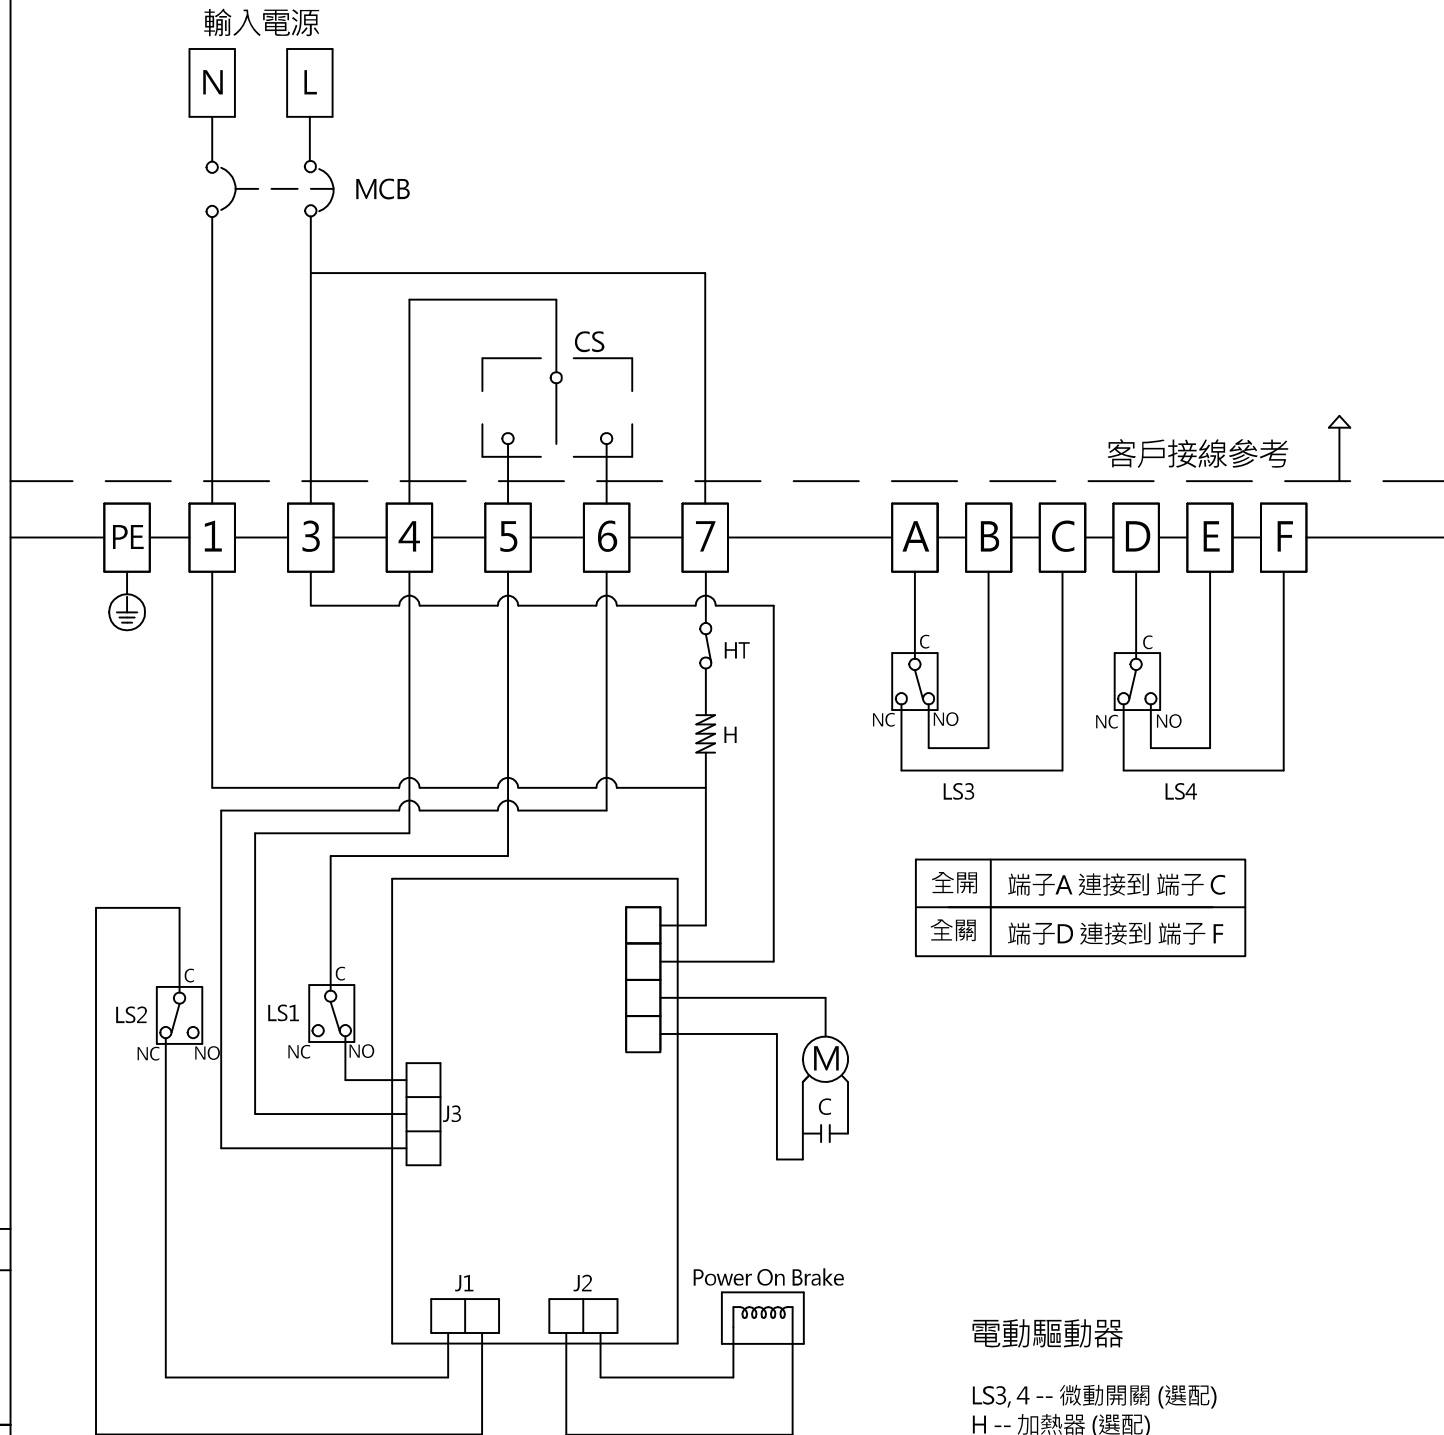 輸入電源
N L
MCB
CS
客戶接線參考
PE 1 3 4 5 6 7 A B C D E F
HT
C C
NC NO NC NO
H
LS3 LS4
全開 端子A 連接到 端子 C
全關 端子D 連接到 端子 F
C C
LS2 LS1
NC NO NC NO
M
C
J3
J1 J2 Power On Brake
電動驅動器
LS3, 4 -- 微動開關 (選配)
H -- 加熱器 (選配)